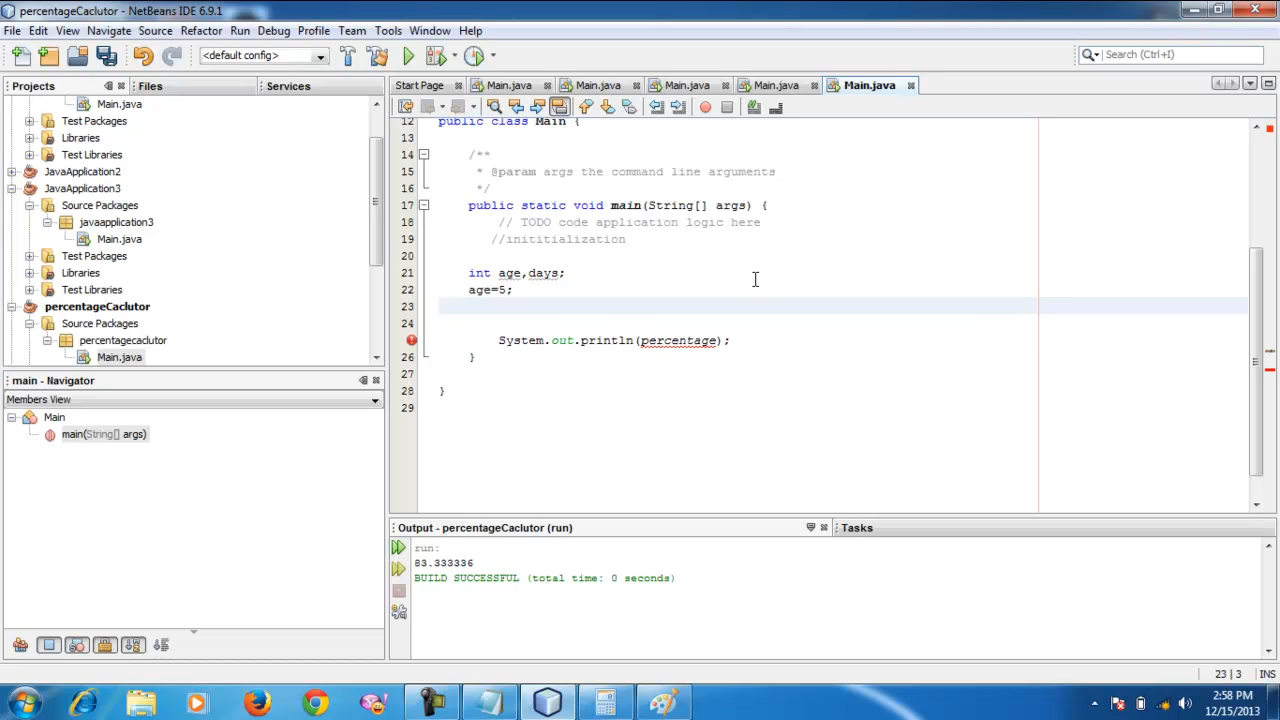 percentageCaclutor - NetBeans IDE 6.9.1
File Edit View Navigate Source Refactor Run Debug Profile Team Tools Window Help
<default config>
Search (Ctrl+I)
Projects Files Services
Main.java
Test Packages
Libraries
Test Libraries
JavaApplication2
JavaApplication3
Source Packages
javaapplication3
Main.java
Test Packages
Libraries
Test Libraries
percentageCaclutor
Source Packages
percentagecaclutor
Main.java
main - Navigator
Members View
Main
main(String[] args)
Start Page Main.java Main.java Main.java Main.java Main.java
12 public class Main {
13
14 /**
15 * @param args the command line arguments
16 */
17 public static void main(String[] args) {
18 // TODO code application logic here
19 //inititialization
20
21 int age,days;
22 age=5;
23
24
System.out.println(percentage);
26 }
27
28 }
29
Output - percentageCaclutor (run)
Tasks
run:
83.333336
BUILD SUCCESSFUL (total time: 0 seconds)
23 | 3 INS
2:58 PM
12/15/2013